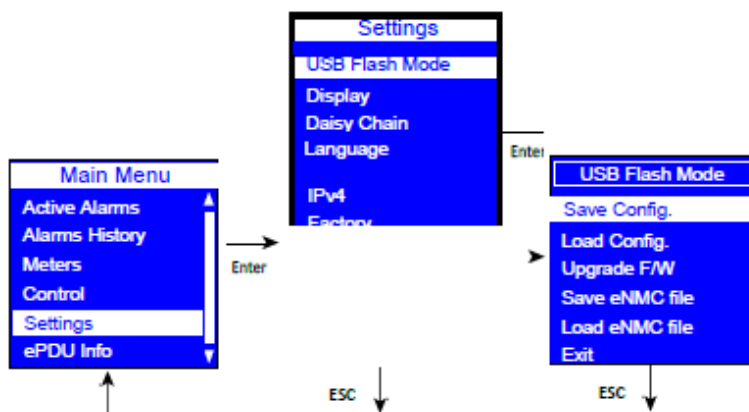 Settings
USB Flash Mode
Display
Daisy Chain
Language
IPv4
Factory
Enter
Main Menu
Active Alarms
Alarms History
Meters
Control
Settings
ePDU Info
Enter
USB Flash Mode
Save Config.
Load Config.
Upgrade F/W
Save eNMC file
Load eNMC file
Exit
ESC
ESC